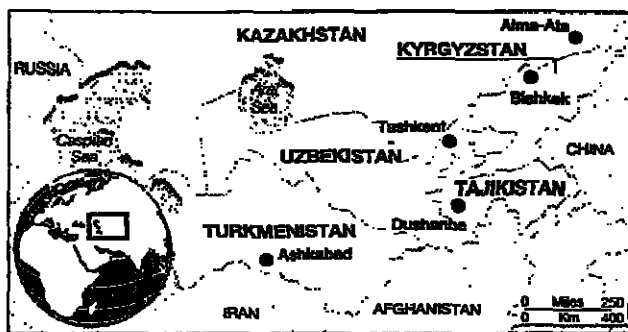 Alma-Ata
KAZAKHSTAN
KYRGYZSTAN
RUSSIA
Bishkek
Aral
Sea
Tashkent
Caspian
Sea
CHINA
UZBEKISTAN
TAJIKISTAN
Dushanbe
TURKMENISTAN
Ashkabad
IRAN
AFGHANISTAN
0 Miles 250
0 Km 400